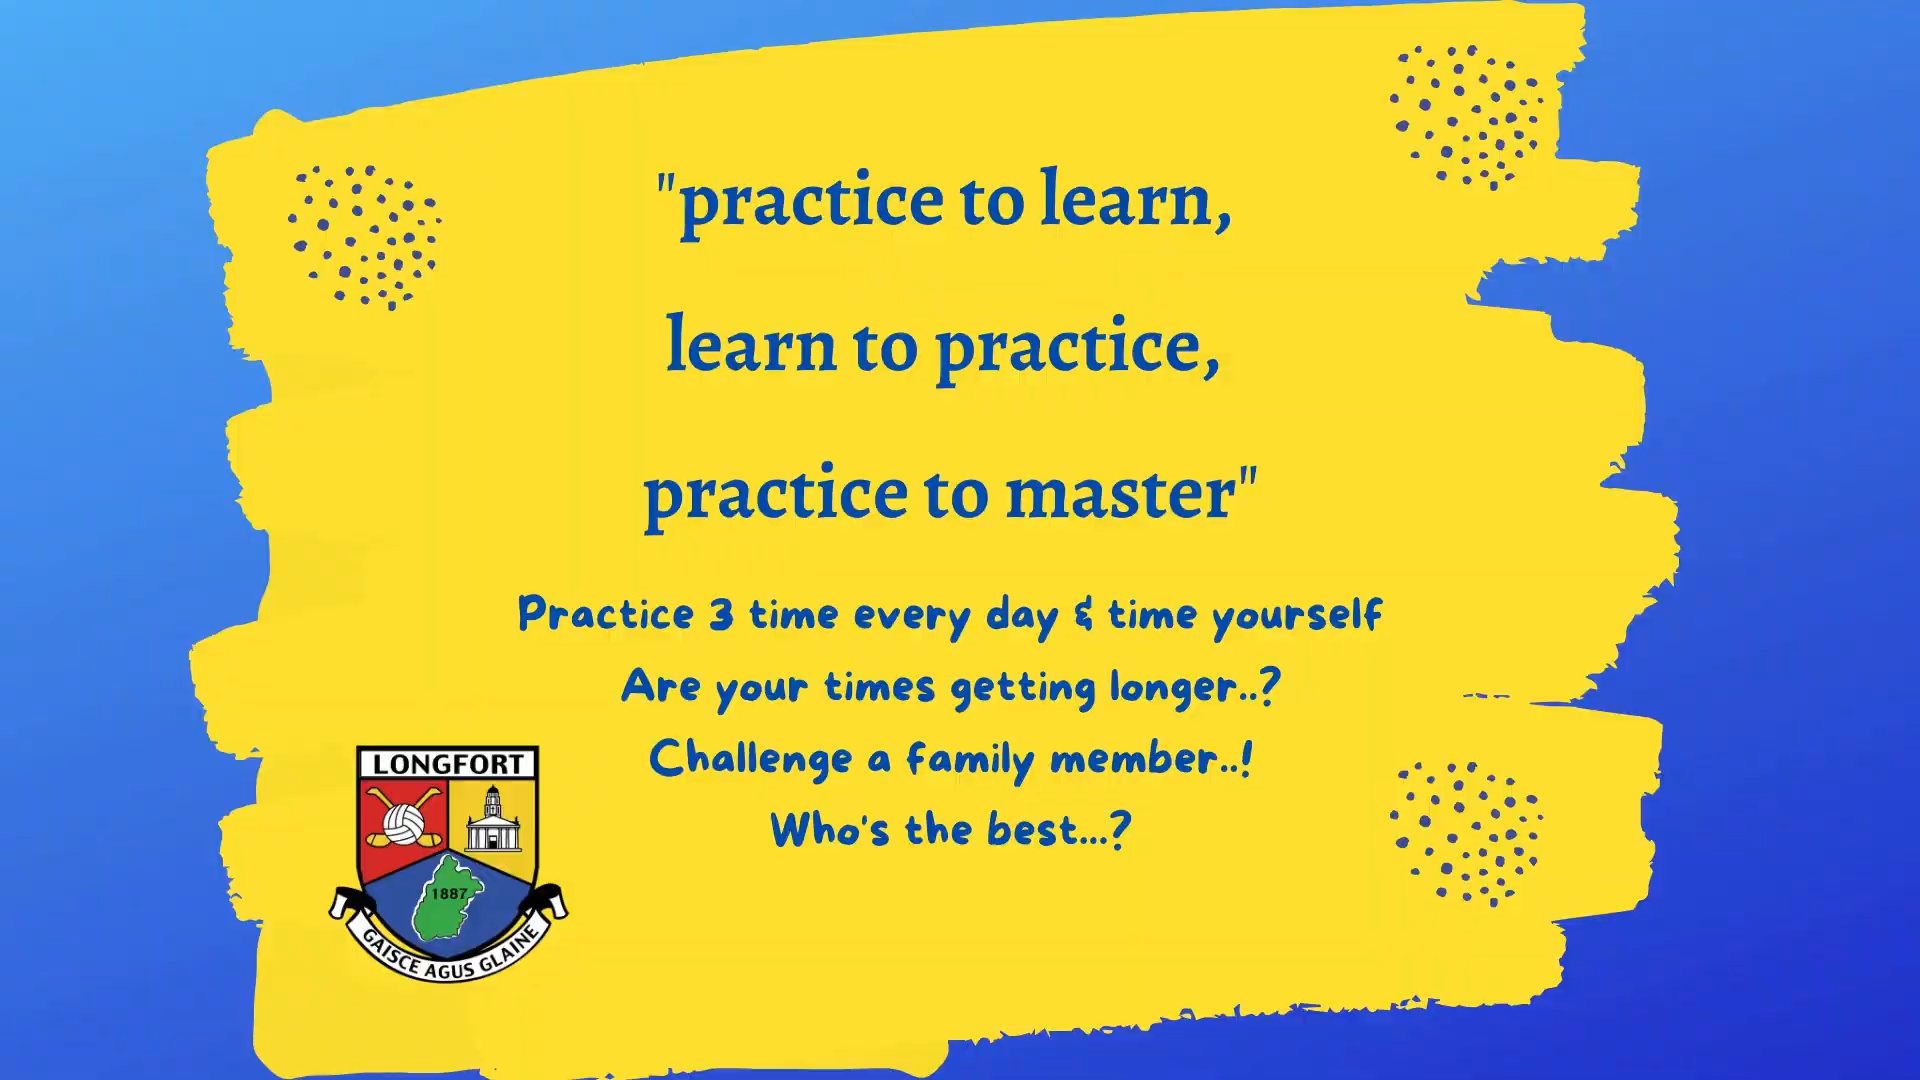 "practice to learn,
learn to practice,
practice to master"
Practice 3 time every day & time yourself
Are your times getting longer..?
Challenge a family member..!
Who's the best...?
LONGFORT
1887
GAISCE AGUS GLAINE